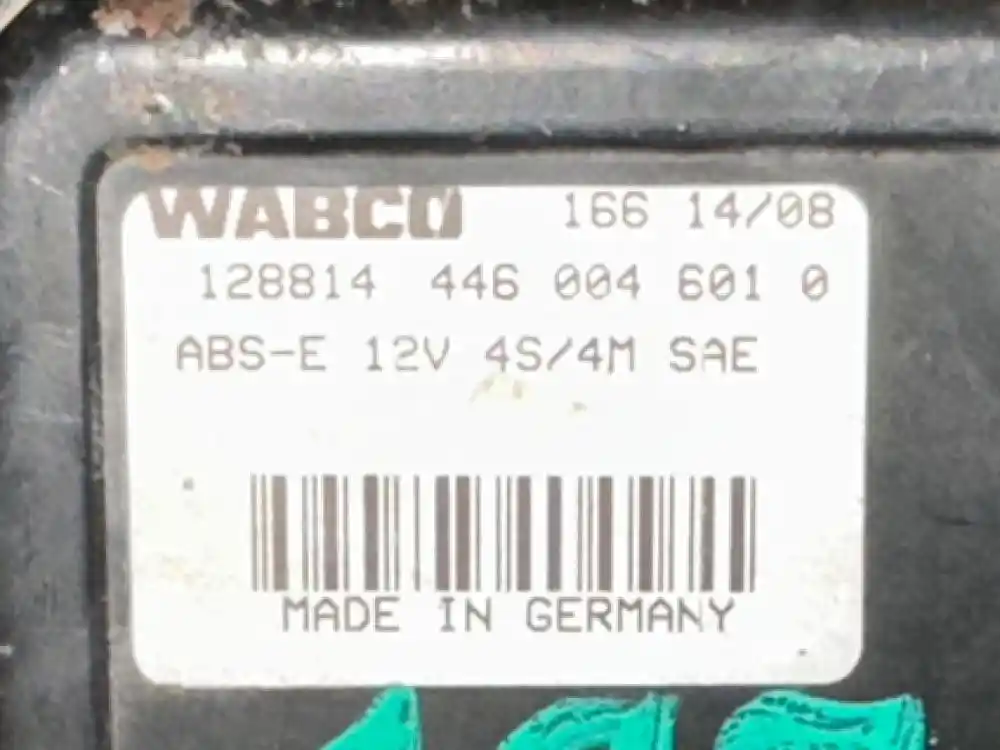 WABCO 166 14/08
128814 446 004 601 0
ABS-E 12V 4S/4M SAE
MADE IN GERMANY